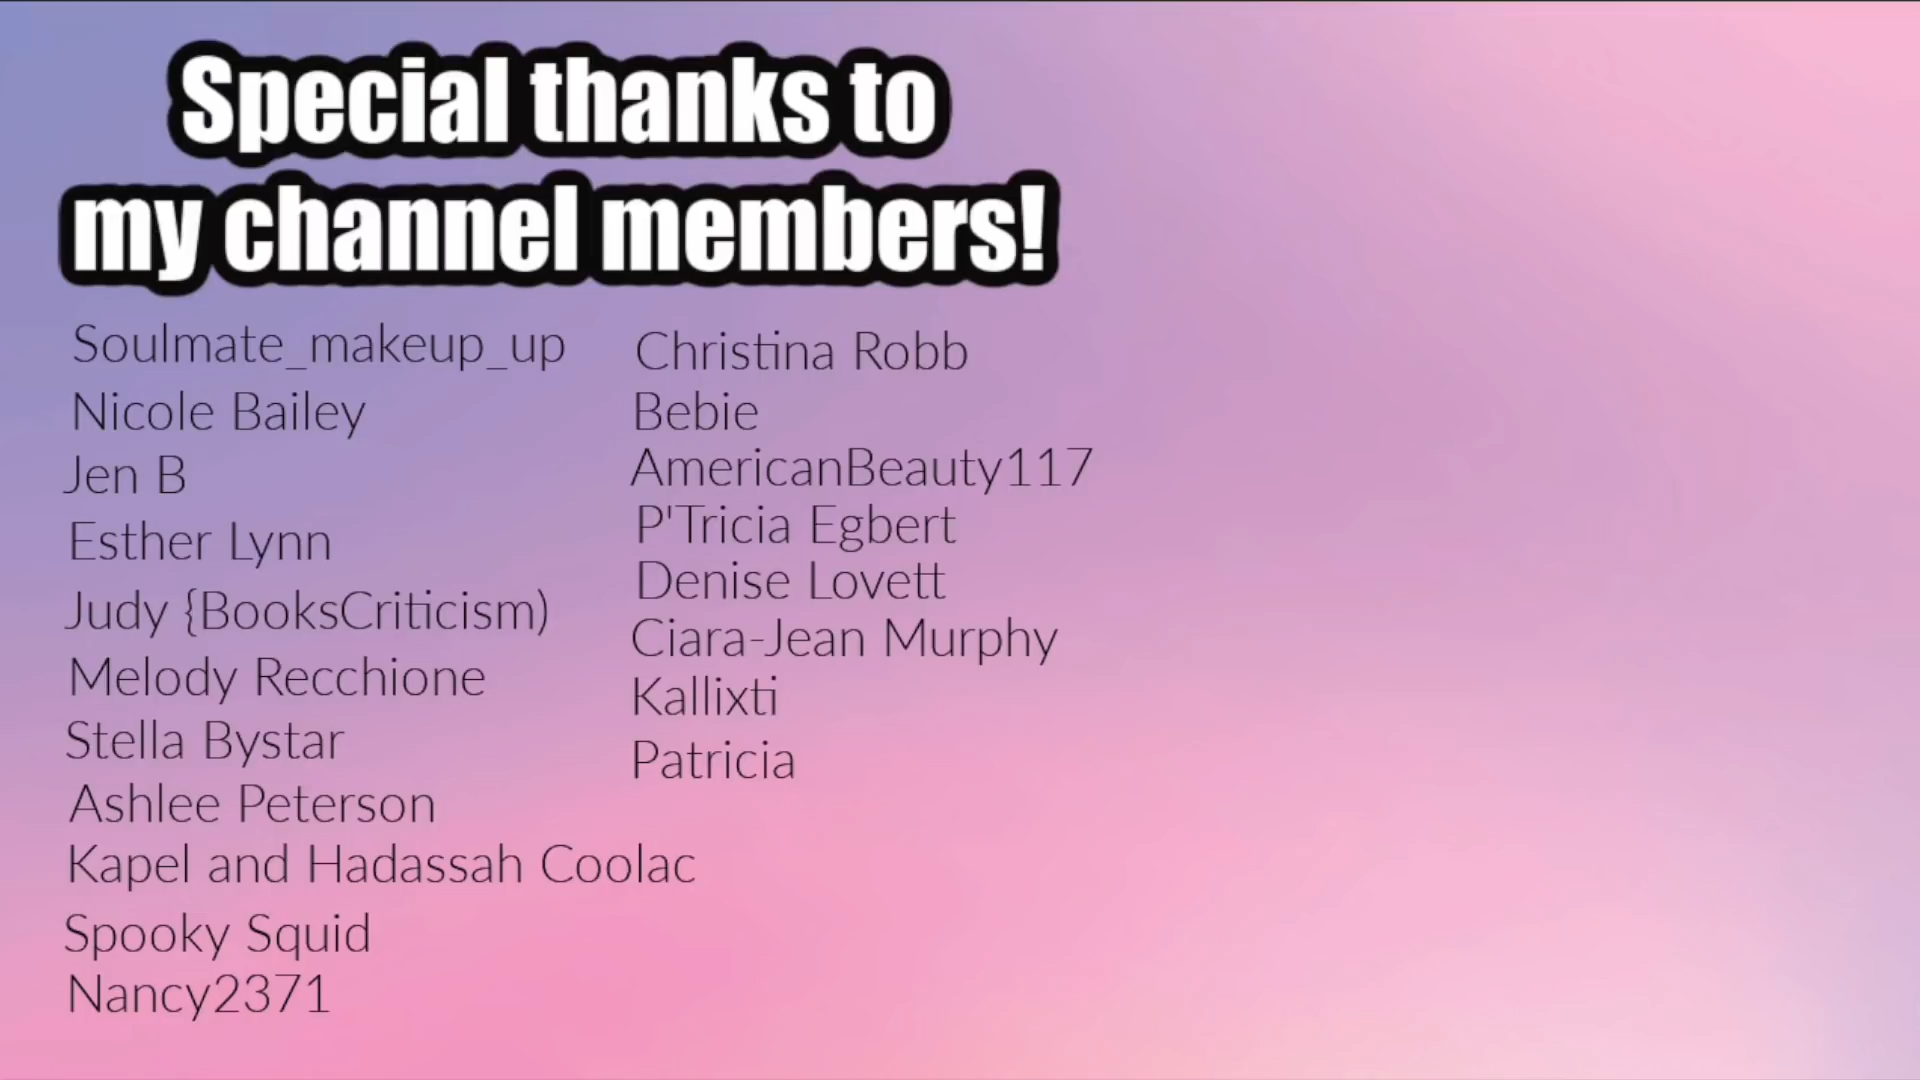 Special thanks to
my channel members!
Soulmate_makeup_up
Nicole Bailey
Jen B
Esther Lynn
Judy {BooksCriticism)
Melody Recchione
Stella Bystar
Ashlee Peterson
Kapel and Hadassah Coolac
Spooky Squid
Nancy2371
Christina Robb
Bebie
AmericanBeauty117
P'Tricia Egbert
Denise Lovett
Ciara-Jean Murphy
Kallixti
Patricia